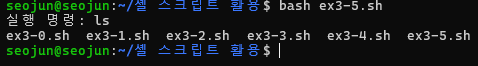 seojun@seojun:~/셸 스크립트 활용$ bash ex3-5.sh
실행 명령: ls
ex3-0.sh  ex3-1.sh  ex3-2.sh  ex3-3.sh  ex3-4.sh  ex3-5.sh
seojun@seojun:~/셸 스크립트 활용$